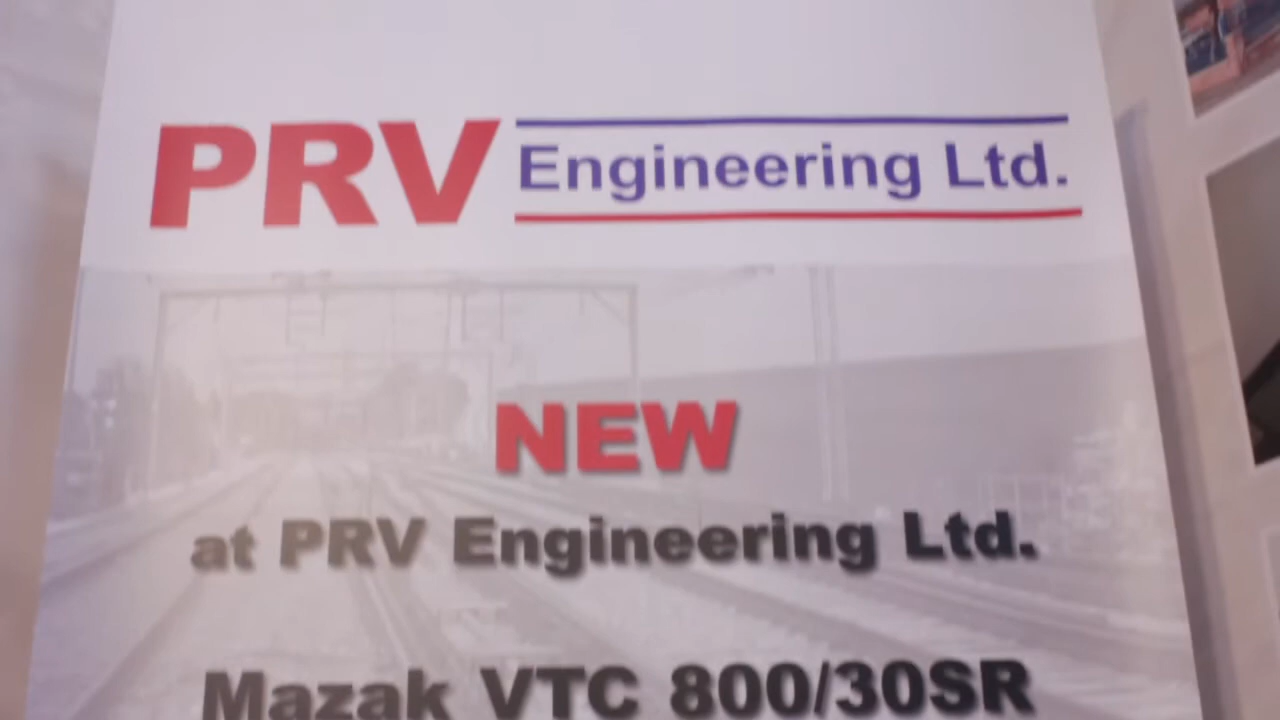 PRV Engineering Ltd.
NEW
at PRV Engineering Ltd.
Mazak VTC 800/30SR